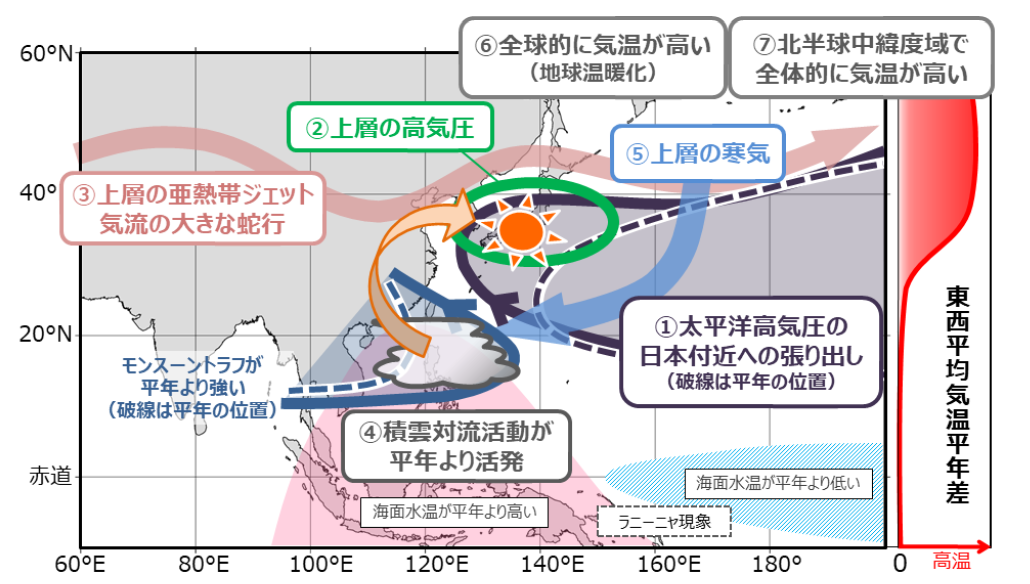 60°N
⑥全球的に気温が高い
（地球温暖化）
⑦北半球中緯度域で
全体的に気温が高い
②上層の高気圧
⑤上層の寒気
40°
③上層の亜熱帯ジェット
気流の大きな蛇行
20°N
①太平洋高気圧の
日本付近への張り出し
（破線は平年の位置）
モンスーントラフが
平年より強い
（破線は平年の位置）
④積雲対流活動が
平年より活発
東西平均気温平年差
赤道
海面水温が平年より低い
海面水温が平年より高い
ラニーニャ現象
60°E
80°E
100°E
120°E
140°E
160°E
180°
0
高温